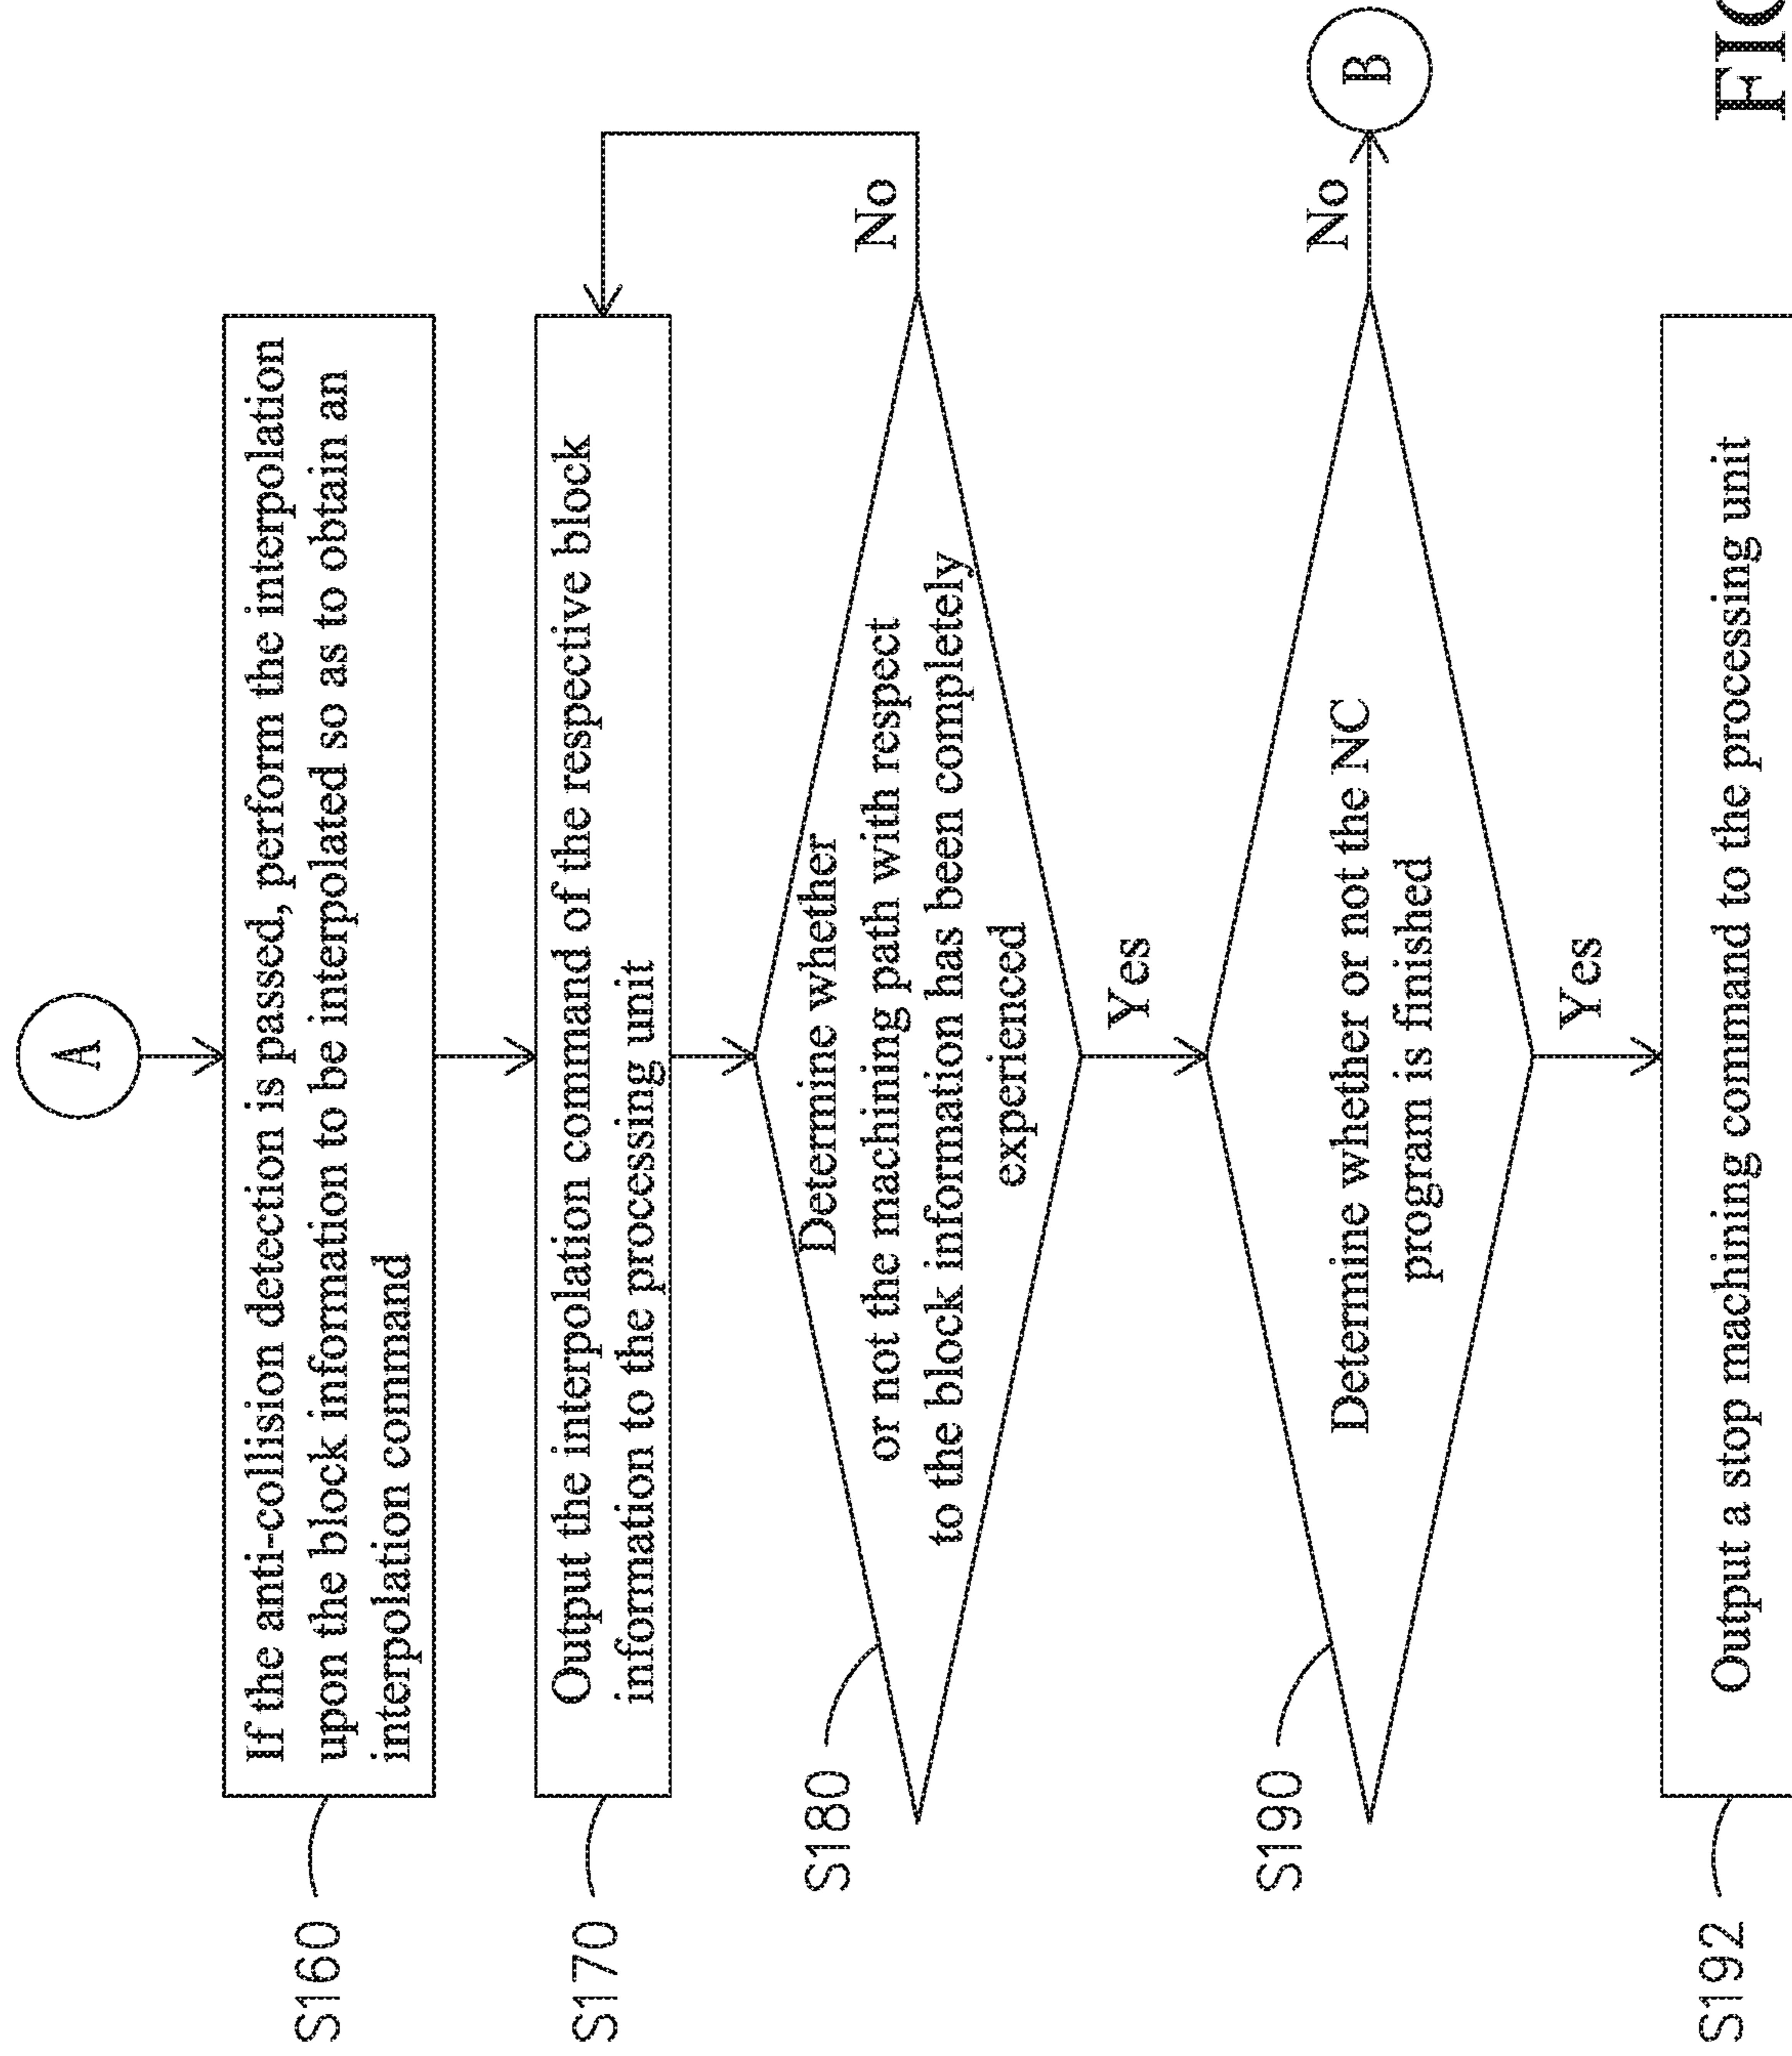 A
S160
If the anti-collision detection is passed, perform the interpolation
upon the block information to be interpolated so as to obtain an
interpolation command
S170
Output the interpolation command of the respective block
information to the processing unit
S180
Determine whether
or not the machining path with respect
to the block information has been completely
experienced
No
Yes
S190
Determine whether or not the NC
program is finished
No
B
Yes
S192
Output a stop machining command to the processing unit